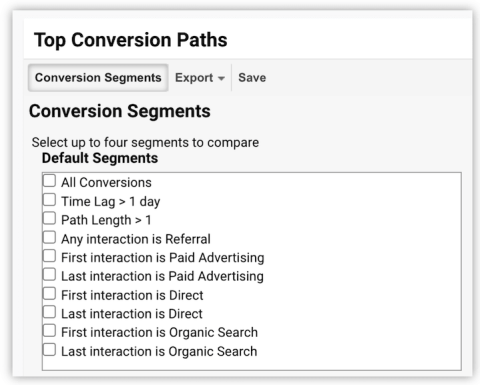 Top Conversion Paths
Conversion Segments Export Save
Conversion Segments
Select up to four segments to compare
Default Segments
All Conversions
Time Lag > 1 day
Path Length > 1
Any interaction is Referral
First interaction is Paid Advertising
Last interaction is Paid Advertising
First interaction is Direct
Last interaction is Direct
First interaction is Organic Search
Last interaction is Organic Search